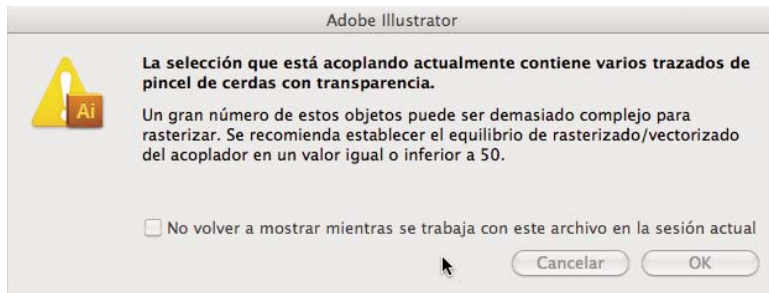 Adobe Illustrator
La selección que está acoplando actualmente contiene varios trazados de
pincel de cerdas con transparencia.
Ai
Un gran número de estos objetos puede ser demasiado complejo para
rasterizar. Se recomienda establecer el equilibrio de rasterizado/vectorizado
del acoplador en un valor igual o inferior a 50.
No volver a mostrar mientras se trabaja con este archivo en la sesión actual
Cancelar OK